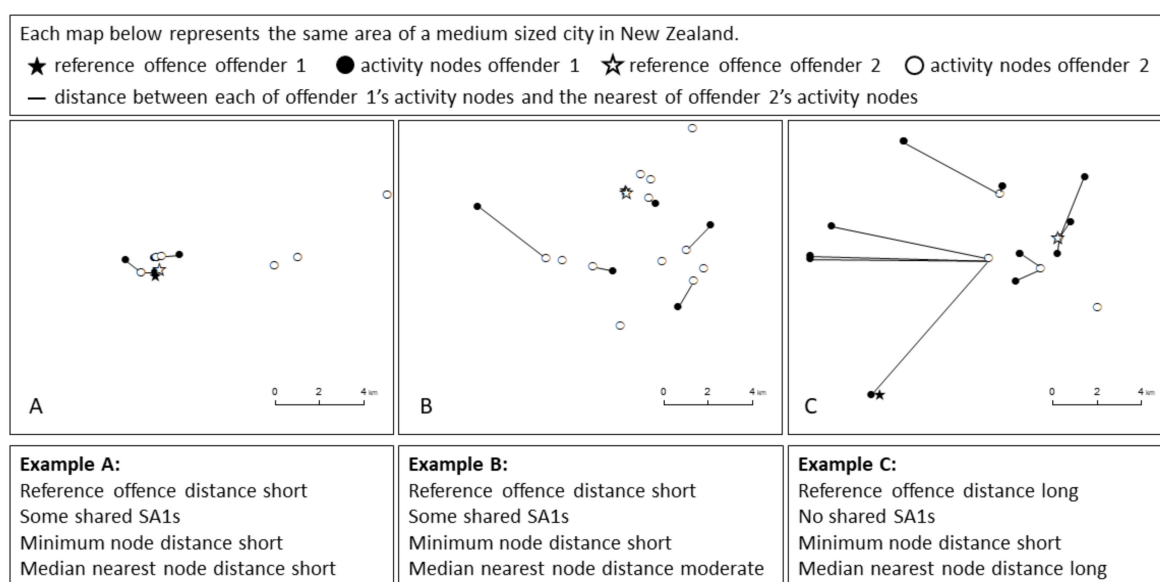 Each map below represents the same area of a medium sized city in New Zealand.
reference offence offender 1 activity nodes offender 1 reference offence offender 2 activity nodes offender 2
distance between each of offender 1's activity nodes and the nearest of offender 2's activity nodes
A
0 2 4 km
B
0 2 4 km
C
0 2 4 km
Example A:
Reference offence distance short
Some shared SA1s
Minimum node distance short
Median nearest node distance short
Example B:
Reference offence distance short
Some shared SA1s
Minimum node distance short
Median nearest node distance moderate
Example C:
Reference offence distance long
No shared SA1s
Minimum node distance short
Median nearest node distance long